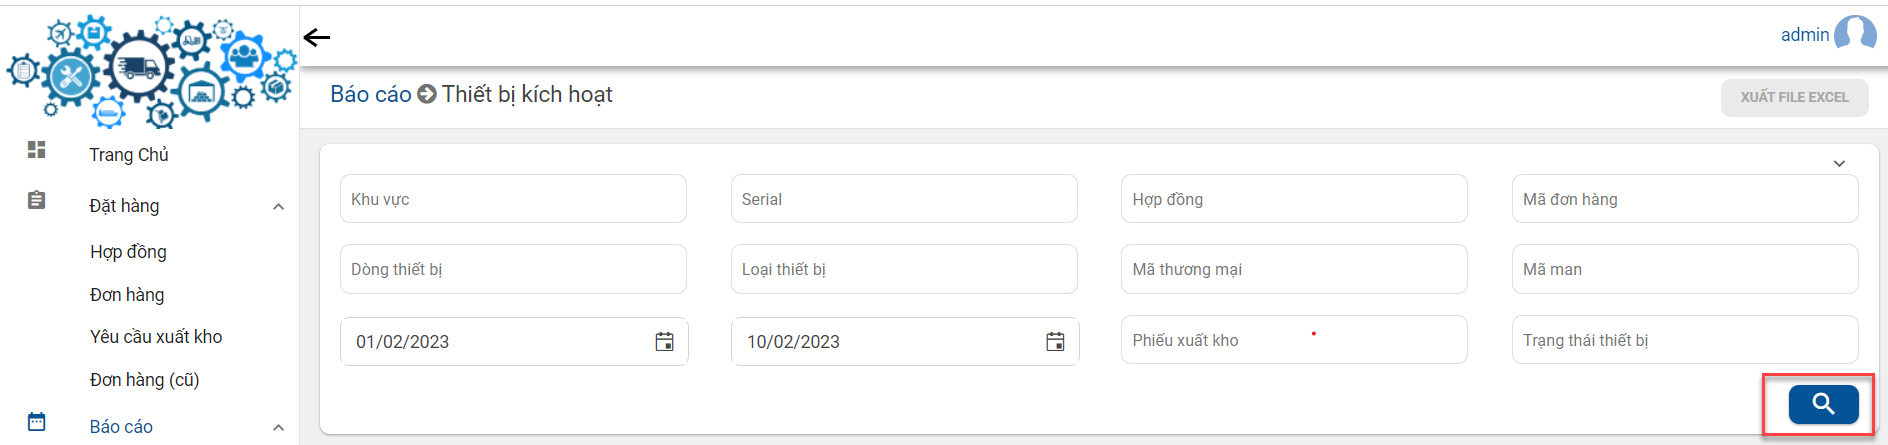 admin
Báo cáo Thiết bị kích hoạt
XUẤT FILE EXCEL
Trang Chủ
Đặt hàng
Hợp đồng
Đơn hàng
Yêu cầu xuất kho
Đơn hàng (cũ)
Báo cáo
Khu vực Serial Hợp đồng Mã đơn hàng
Dòng thiết bị Loại thiết bị Mã thương mại Mã man
01/02/2023 10/02/2023 Phiếu xuất kho Trạng thái thiết bị